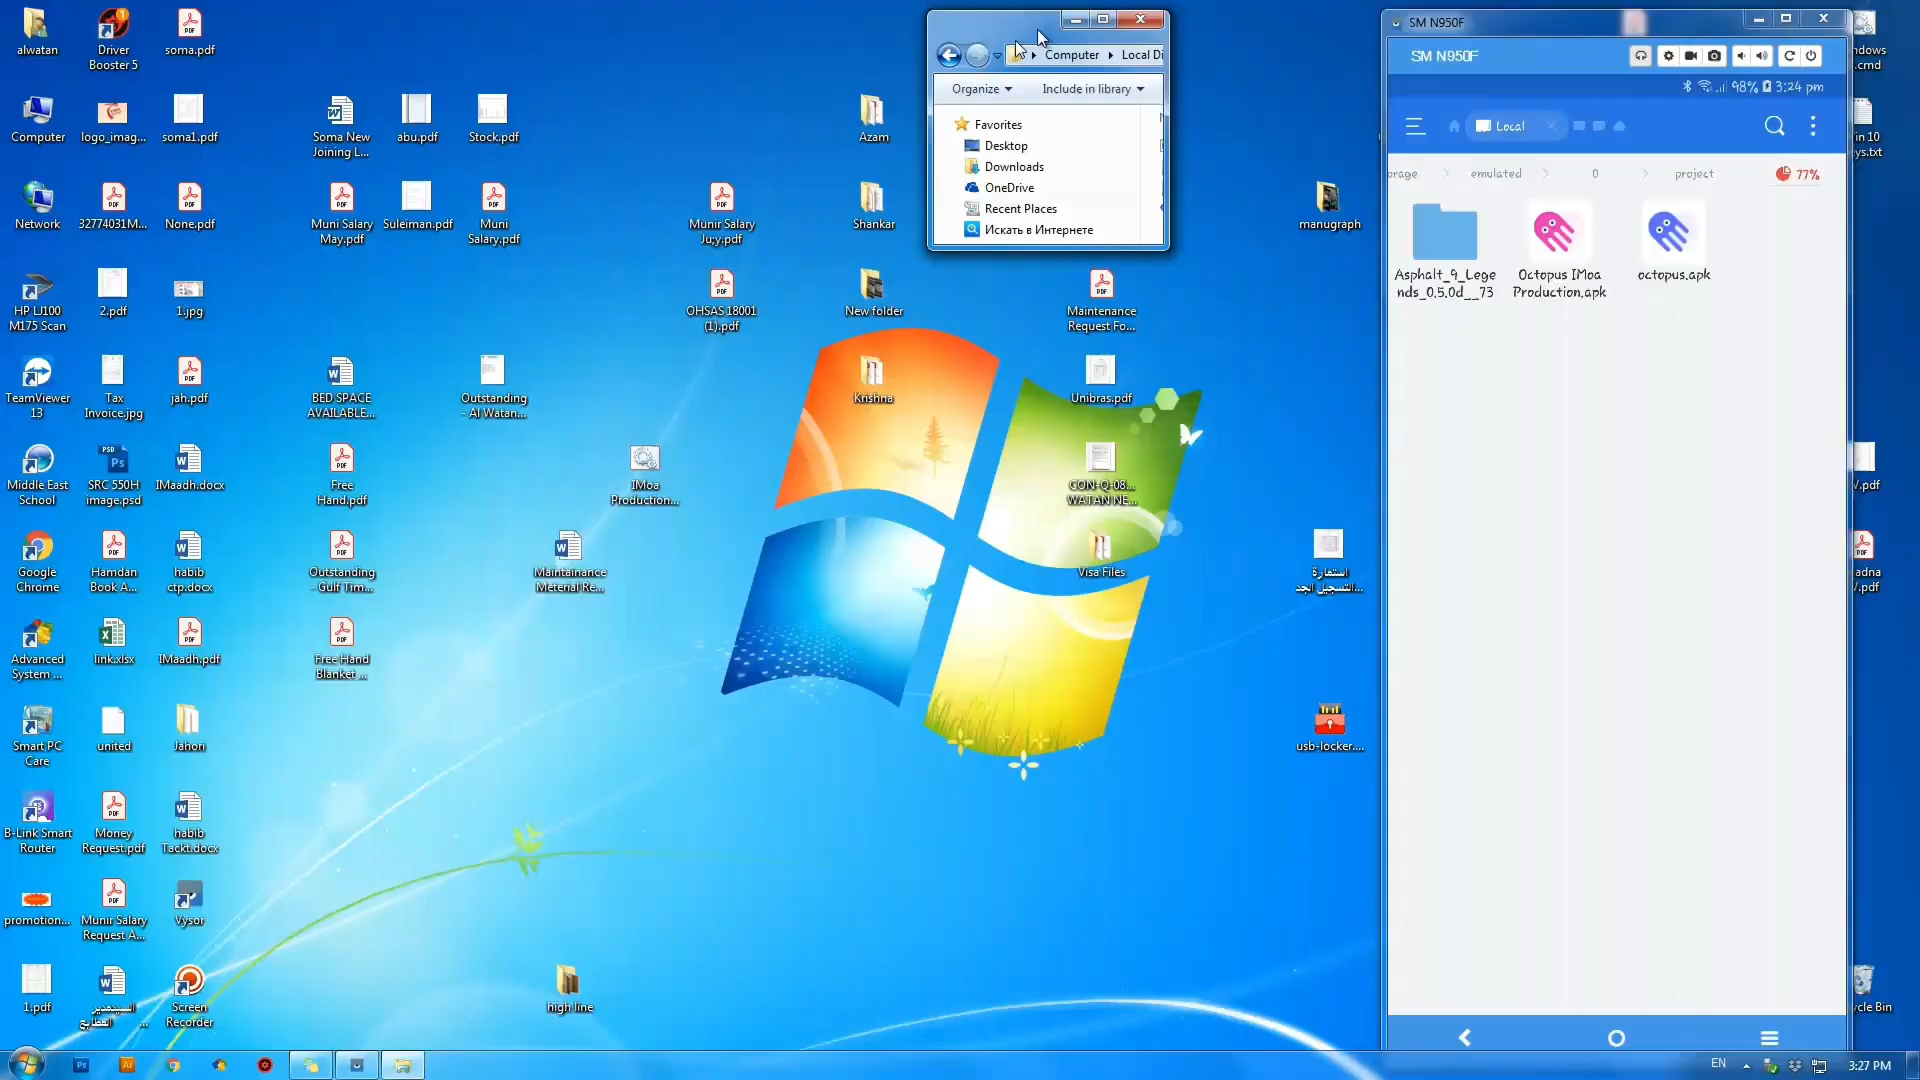 alwatan
Driver
Booster 5
soma.pdf
Computer
logo_imag...
soma1.pdf
Soma New
Joining L...
abu.pdf
Stock.pdf
Azam
Network
32774031M...
None.pdf
Muni Salary
May.pdf
Suleiman.pdf
Muni
Salary.pdf
Munir Salary
Ju;y.pdf
Shankar
manugraph
HP LJ100
M175 Scan
2.pdf
1.jpg
OHSAS 18001
(1).pdf
New folder
Maintenance
Request Fo...
TeamViewer
13
Tax
Invoice.jpg
jah.pdf
BED SPACE
AVAILABLE...
Outstanding
- Al Watan...
Krishna
Unibras.pdf
Middle East
School
SRC 550H
image.psd
IMaadh.docx
Free
Hand.pdf
IMoa
Production...
CON-Q-08...
WATAN NE...
Google
Chrome
Hamdan
Book A...
habib
ctp.docx
Outstanding
- Gulf Tim...
Maintainance
Meterial Re...
Visa Files
استمارة
التسجيل الجد...
Advanced
System ...
link.xlsx
IMaadh.pdf
Free Hand
Blanket ...
Smart PC
Care
united
Jahon
usb-locker....
B-Link Smart
Router
Money
Request.pdf
habib
Tackt.docx
promotion...
Munir Salary
Request A...
Vysor
1.pdf
Screen
Recorder
high line
Computer
Local Di
Organize
Include in library
Favorites
Desktop
Downloads
OneDrive
Recent Places
Искать в Интернете
SM N950F
SM N950F
98%
3:24 pm
Local
orage
emulated
0
project
77%
Asphalt_9_Lege
nds_0.5.0d__73
Octopus IMoa
Production.apk
octopus.apk
ndows
.cmd
in 10
eys.txt
V.pdf
adna
V.pdf
ycle Bin
Ps
Ai
EN
3:27 PM